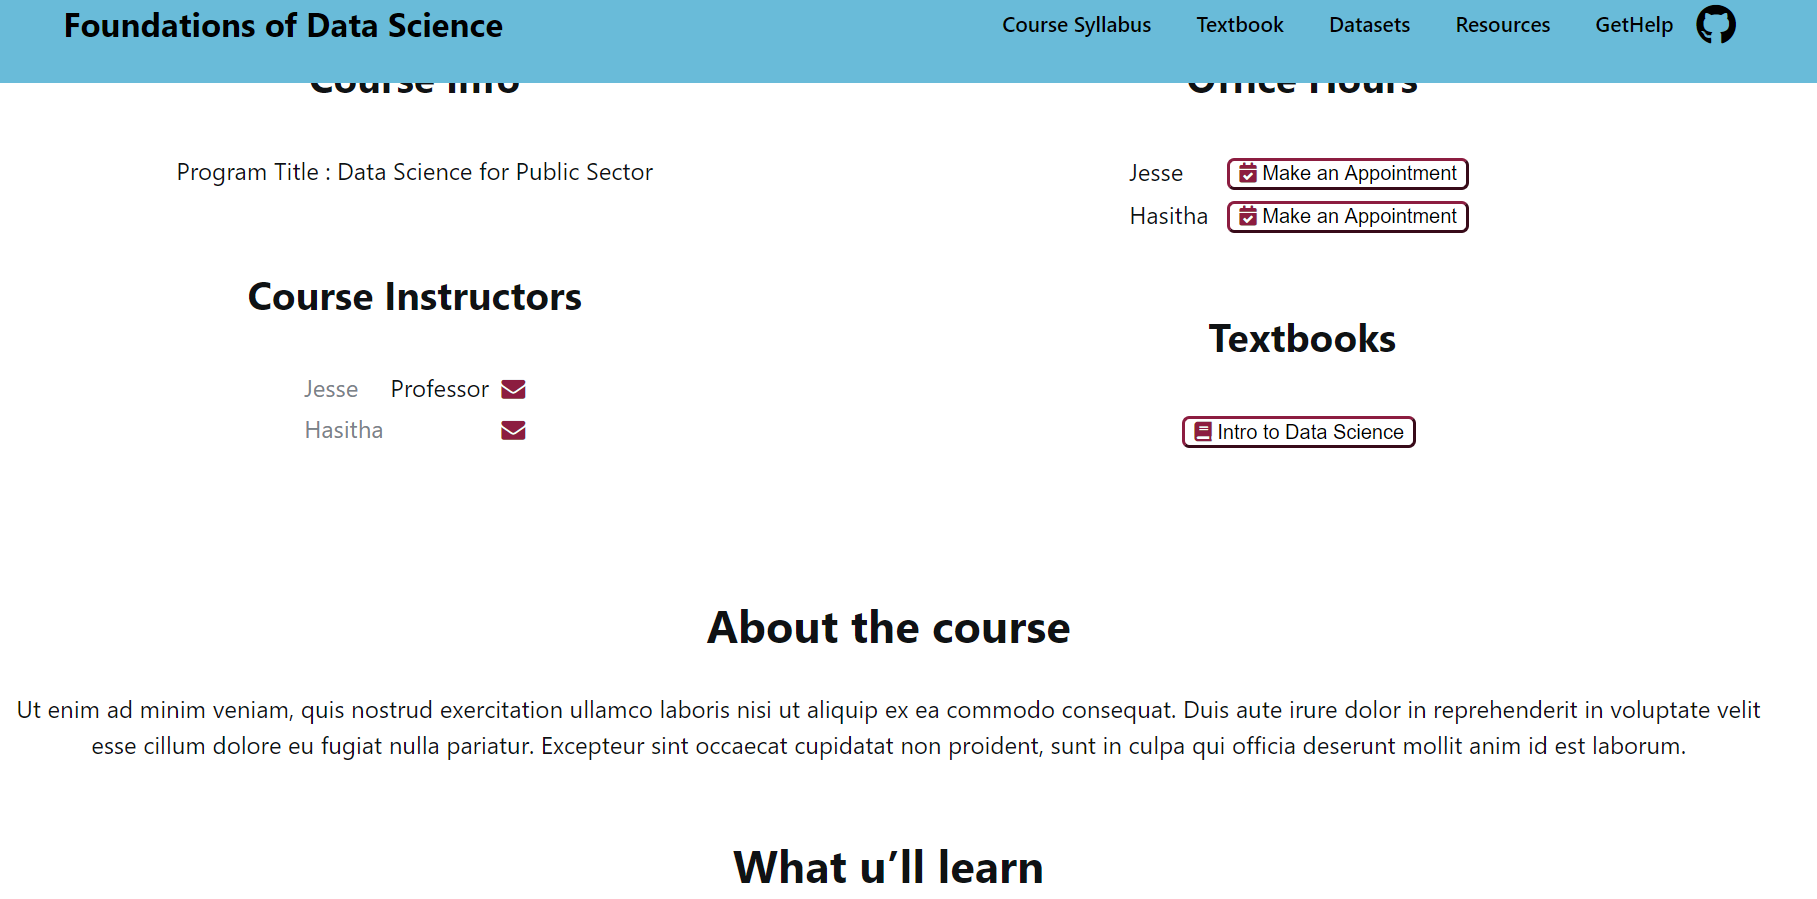 Foundations of Data Science
Course Syllabus Textbook Datasets Resources GetHelp
Course Info
Program Title : Data Science for Public Sector
Course Instructors
Jesse Professor
Hasitha
Office Hours
Jesse Make an Appointment
Hasitha Make an Appointment
Textbooks
Intro to Data Science
About the course
Ut enim ad minim veniam, quis nostrud exercitation ullamco laboris nisi ut aliquip ex ea commodo consequat. Duis aute irure dolor in reprehenderit in voluptate velit
esse cillum dolore eu fugiat nulla pariatur. Excepteur sint occaecat cupidatat non proident, sunt in culpa qui officia deserunt mollit anim id est laborum.
What u’ll learn